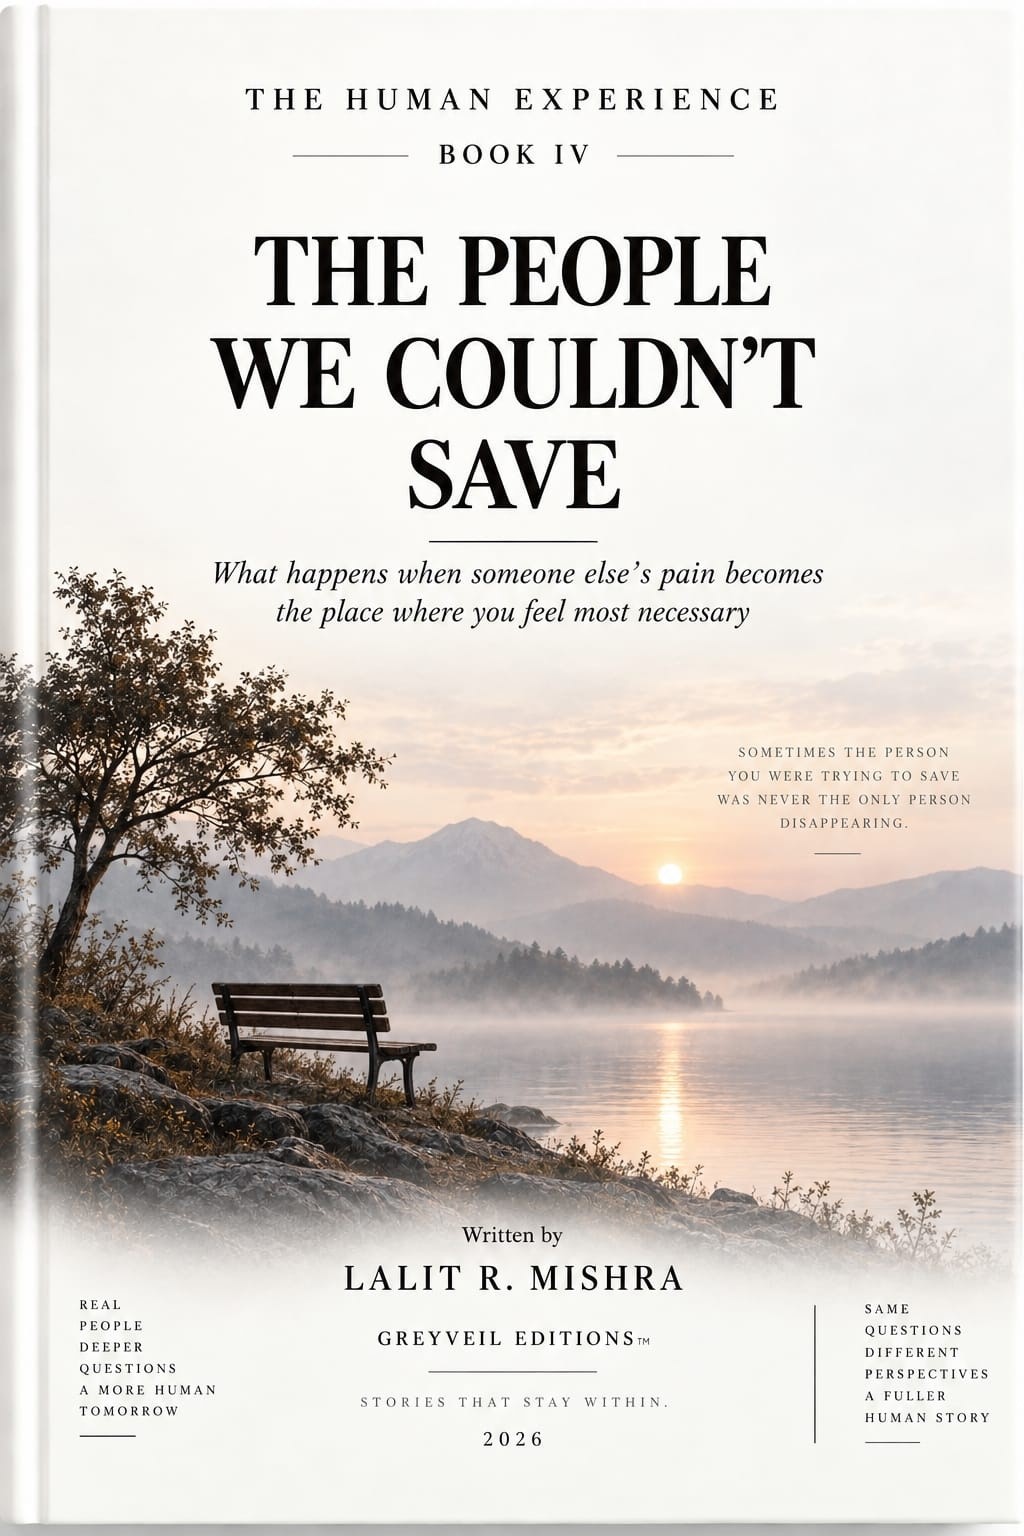 THE HUMAN EXPERIENCE
BOOK IV
THE PEOPLE
WE COULDN’T
SAVE
What happens when someone else’s pain becomes
the place where you feel most necessary
SOMETIMES THE PERSON
YOU WERE TRYING TO SAVE
WAS NEVER THE ONLY PERSON
DISAPPEARING.
Written by
LALIT R. MISHRA
GREYVEIL EDITIONS™
STORIES THAT STAY WITHIN.
2026
REAL
PEOPLE
DEEPER
QUESTIONS
A MORE HUMAN
TOMORROW
SAME
QUESTIONS
DIFFERENT
PERSPECTIVES
A FULLER
HUMAN STORY